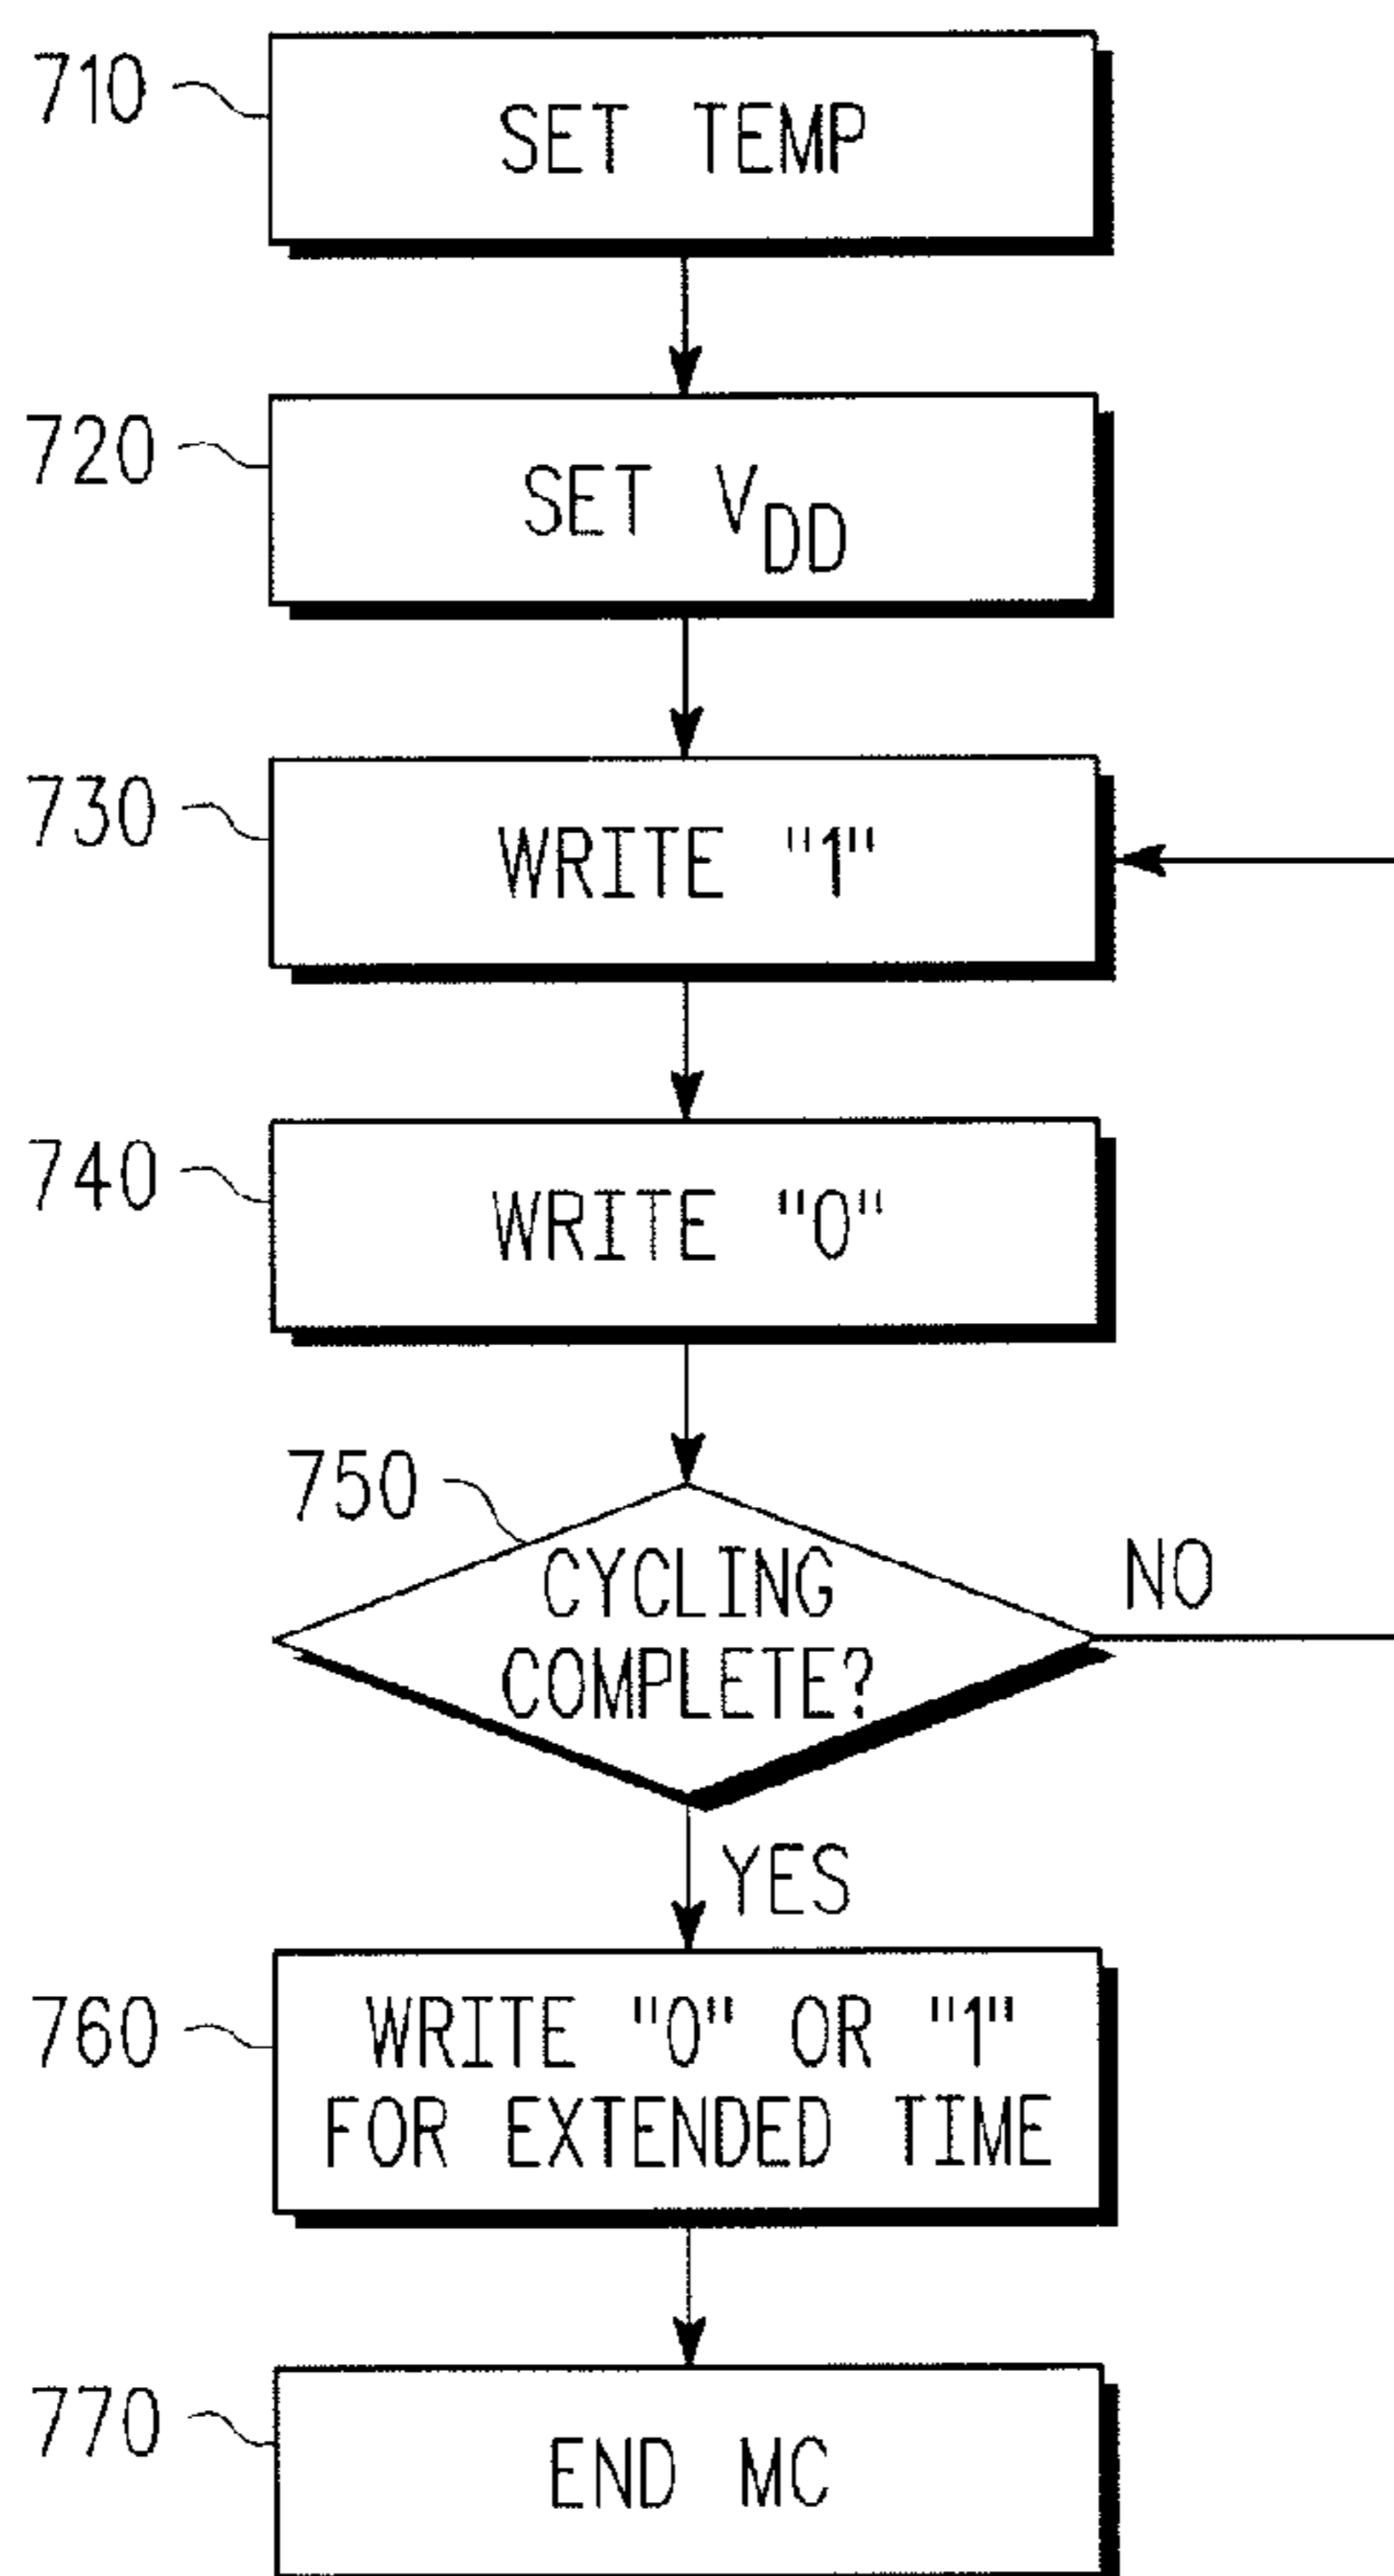 710
SET TEMP
720
SET VDD
730
WRITE "1"
740
WRITE "0"
750
CYCLING
COMPLETE?
NO
YES
760
WRITE "0" OR "1"
FOR EXTENDED TIME
770
END MC